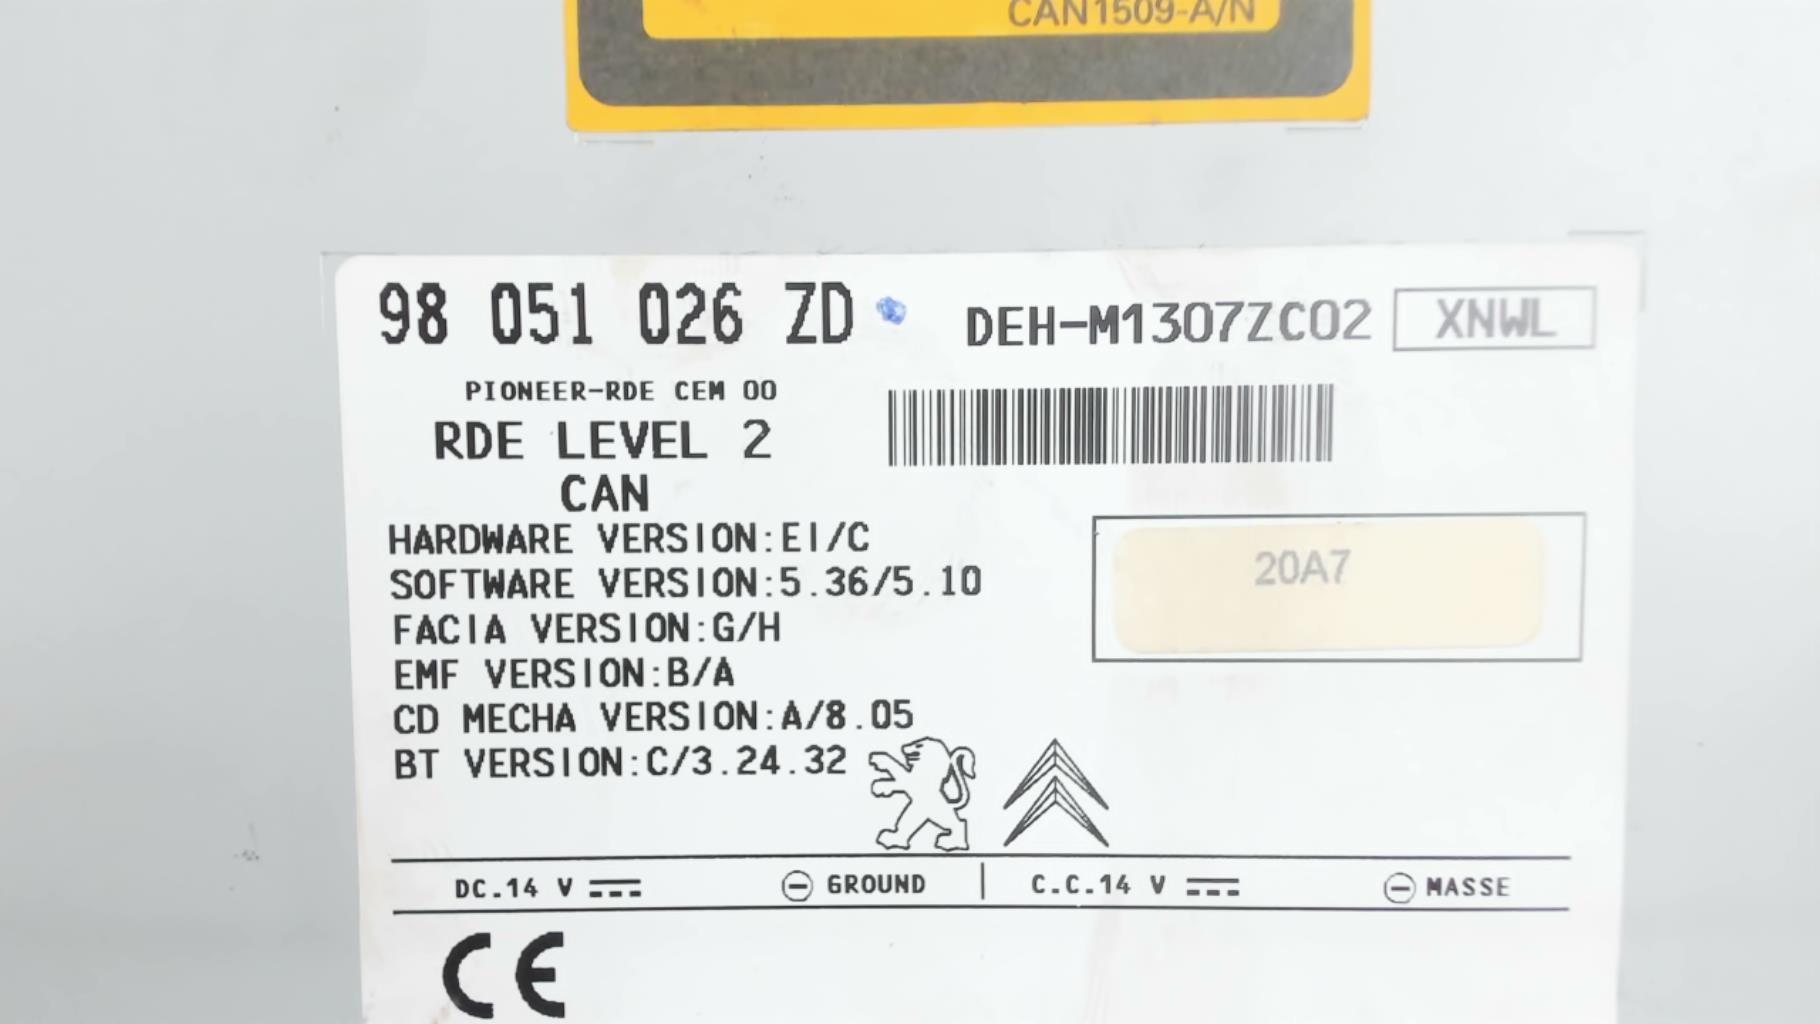 CAN1509-A/N
98 051 026 ZD DEH-M1307ZC02 XNWL
PIONEER-RDE CEM 00
RDE LEVEL 2
CAN
HARDWARE VERSION:EI/C
SOFTWARE VERSION:5.36/5.10
20A7
FACIA VERSION:G/H
EMF VERSION:B/A
CD MECHA VERSION:A/8.05
BT VERSION:C/3.24.32
DC.14 V ⎓ ⊖ GROUND | C.C.14 V ⎓ ⊖ MASSE
CE